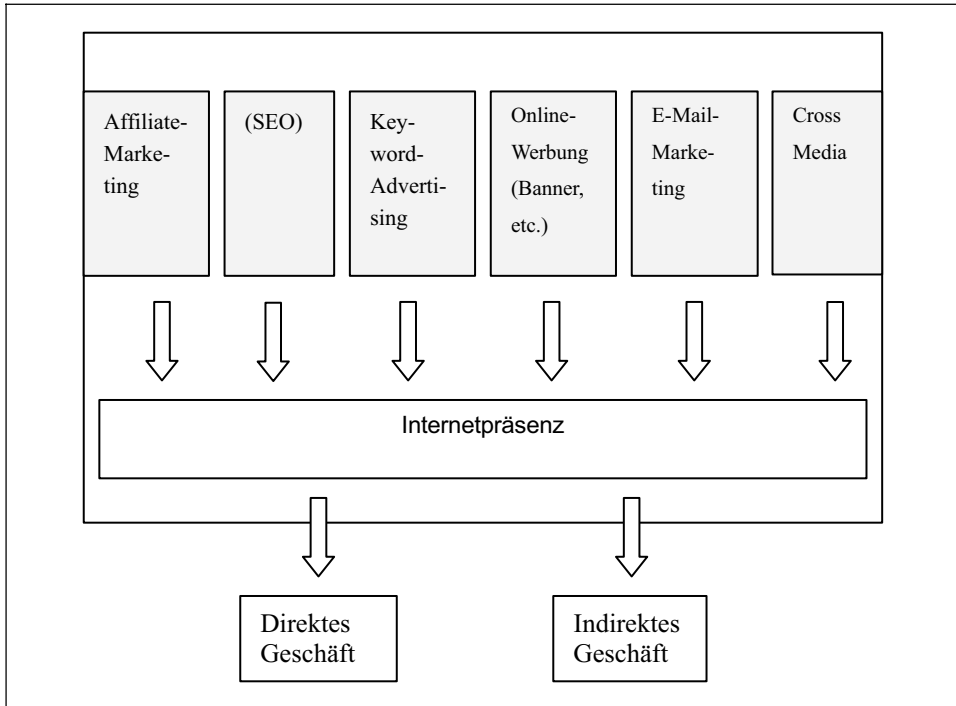 Affiliate-
Marke-
ting
(SEO)
Key-
word-
Adverti-
sing
Online-
Werbung
(Banner,
etc.)
E-Mail-
Marke-
ting
Cross
Media
Internetpräsenz
Direktes
Geschäft
Indirektes
Geschäft